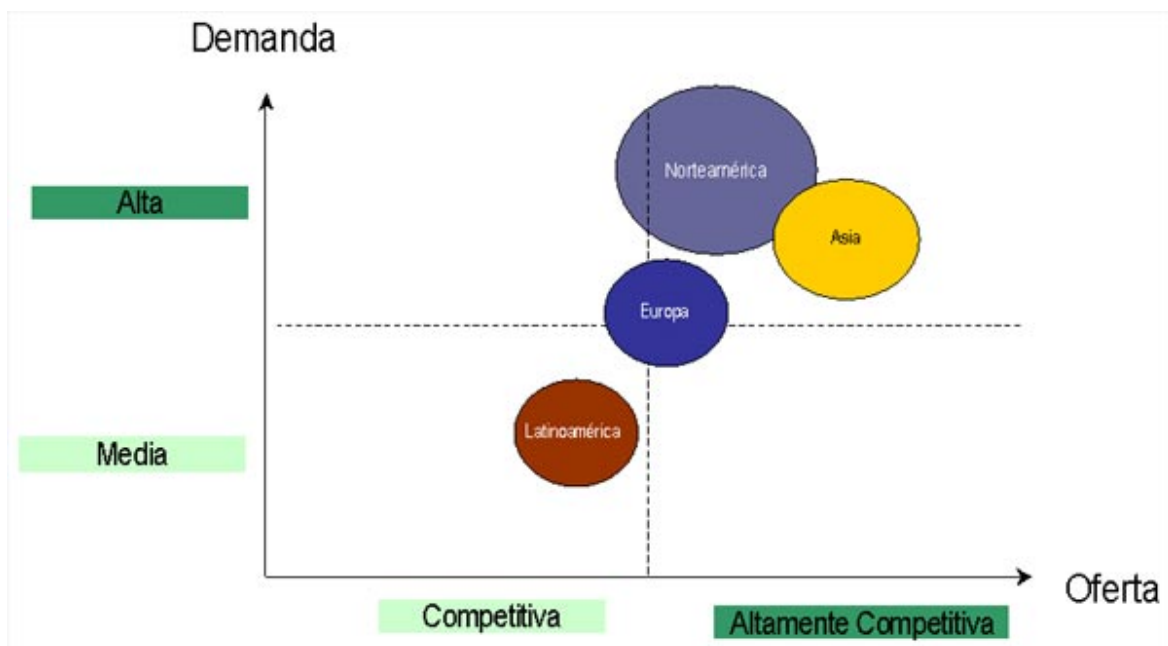 Demanda
Norteamérica
Alta
Asia
Europa
Latinoamérica
Media
Oferta
Competitiva
Altamente Competitiva